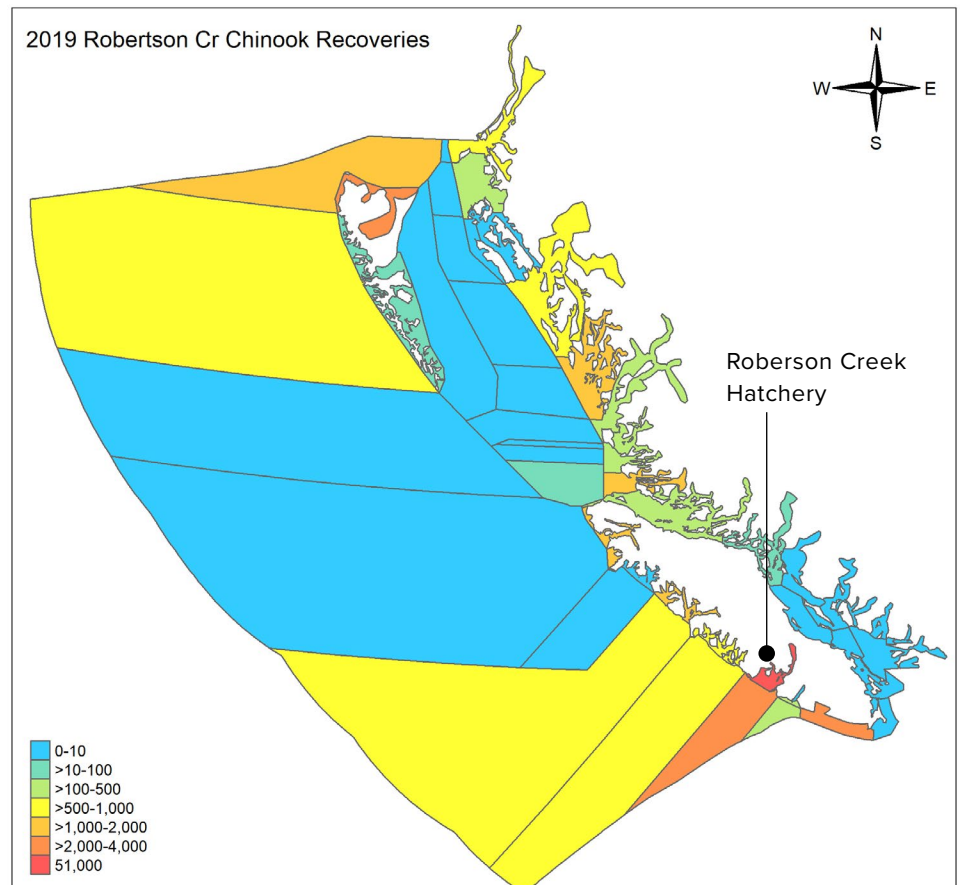 2019 Robertson Cr Chinook Recoveries
N
W
E
S
Roberson Creek
Hatchery
0-10
>10-100
>100-500
>500-1,000
>1,000-2,000
>2,000-4,000
51,000